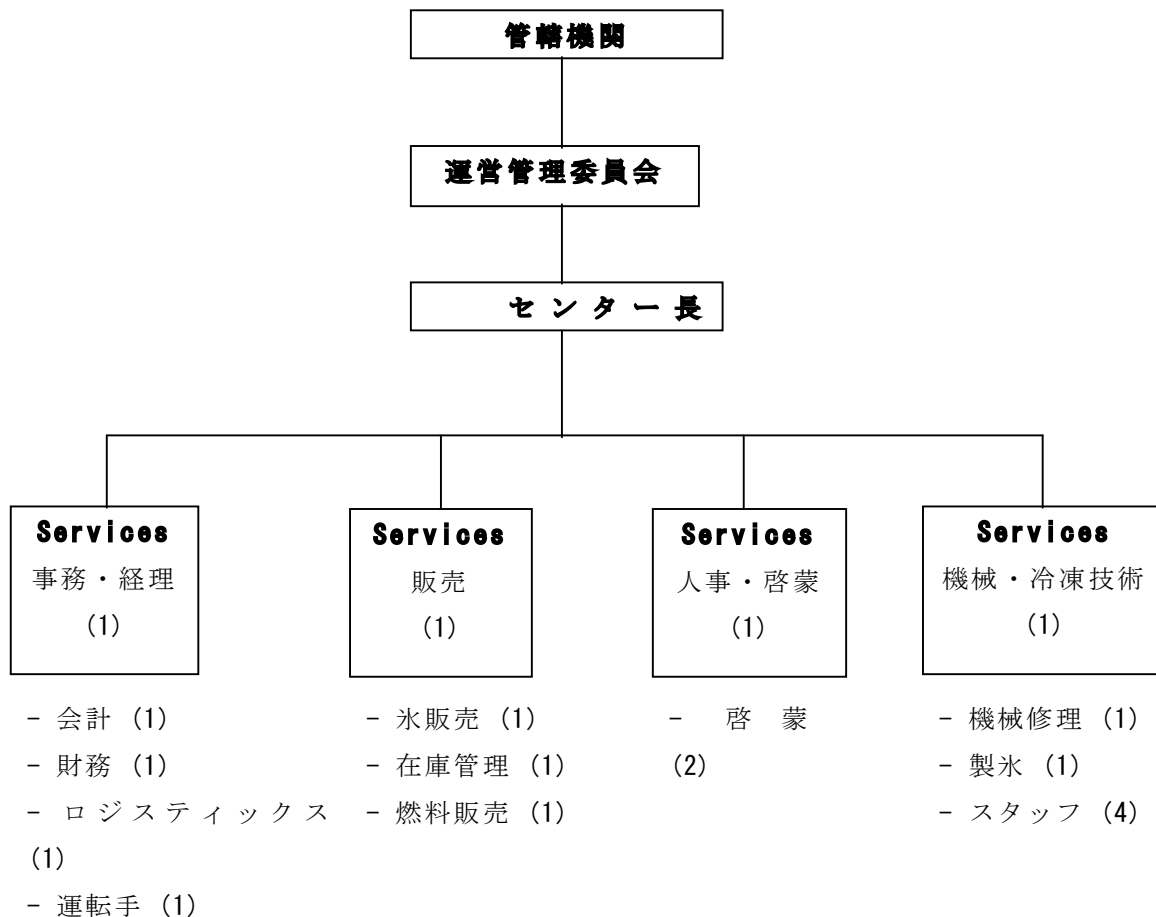 管轄機関
運営管理委員会
センター長
Services
事務・経理
(1)
- 会計 (1)
- 財務 (1)
- ロジスティックス
(1)
- 運転手 (1)
Services
販売
(1)
- 氷販売 (1)
- 在庫管理 (1)
- 燃料販売 (1)
Services
人事・啓蒙
(1)
- 啓 蒙
(2)
Services
機械・冷凍技術
(1)
- 機械修理 (1)
- 製氷 (1)
- スタッフ (4)